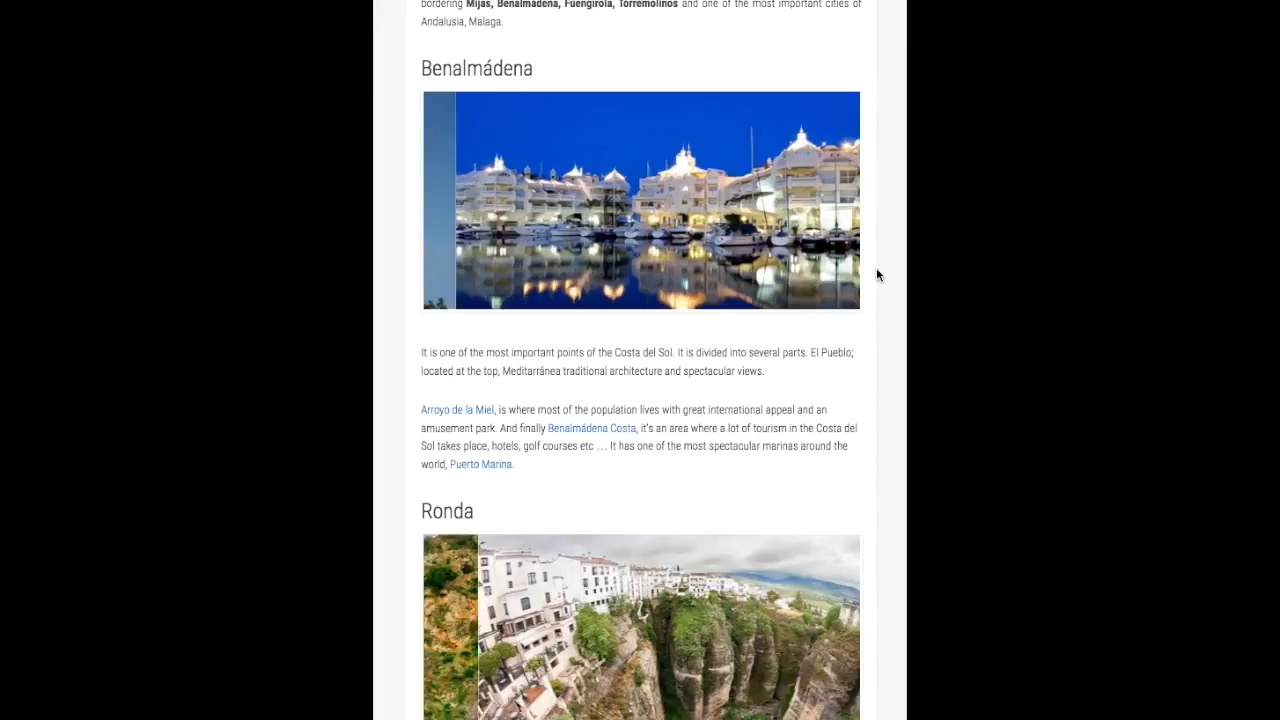 bordering Mijas, Benalmádena, Fuengirola, Torremolinos and one of the most important cities of
Andalusia, Malaga.
Benalmádena
It is one of the most important points of the Costa del Sol. It is divided into several parts. El Pueblo;
located at the top, Meditarránea traditional architecture and spectacular views.
Arroyo de la Miel, is where most of the population lives with great international appeal and an
amusement park. And finally Benalmádena Costa, it's an area where a lot of tourism in the Costa del
Sol takes place, hotels, golf courses etc … It has one of the most spectacular marinas around the
world, Puerto Marina.
Ronda